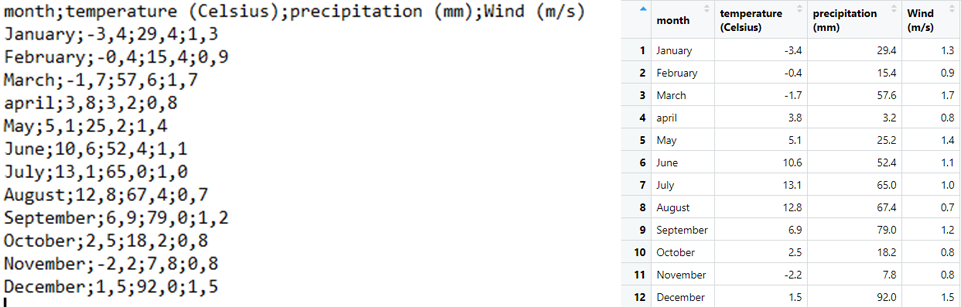 month;temperature (Celsius);precipitation (mm);Wind (m/s)
January;-3,4;29,4;1,3
February;-0,4;15,4;0,9
March;-1,7;57,6;1,7
april;3,8;3,2;0,8
May;5,1;25,2;1,4
June;10,6;52,4;1,1
July;13,1;65,0;1,0
August;12,8;67,4;0,7
September;6,9;79,0;1,2
October;2,5;18,2;0,8
November;-2,2;7,8;0,8
December;1,5;92,0;1,5
month temperature (Celsius) precipitation (mm) Wind (m/s)
1 January -3.4 29.4 1.3
2 February -0.4 15.4 0.9
3 March -1.7 57.6 1.7
4 april 3.8 3.2 0.8
5 May 5.1 25.2 1.4
6 June 10.6 52.4 1.1
7 July 13.1 65.0 1.0
8 August 12.8 67.4 0.7
9 September 6.9 79.0 1.2
10 October 2.5 18.2 0.8
11 November -2.2 7.8 0.8
12 December 1.5 92.0 1.5